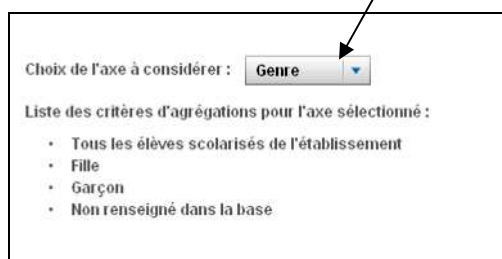 Choix de l'axe à considérer : Genre
Liste des critères d'agrégations pour l'axe sélectionné :
• Tous les élèves scolarisés de l'établissement
• Fille
• Garçon
• Non renseigné dans la base